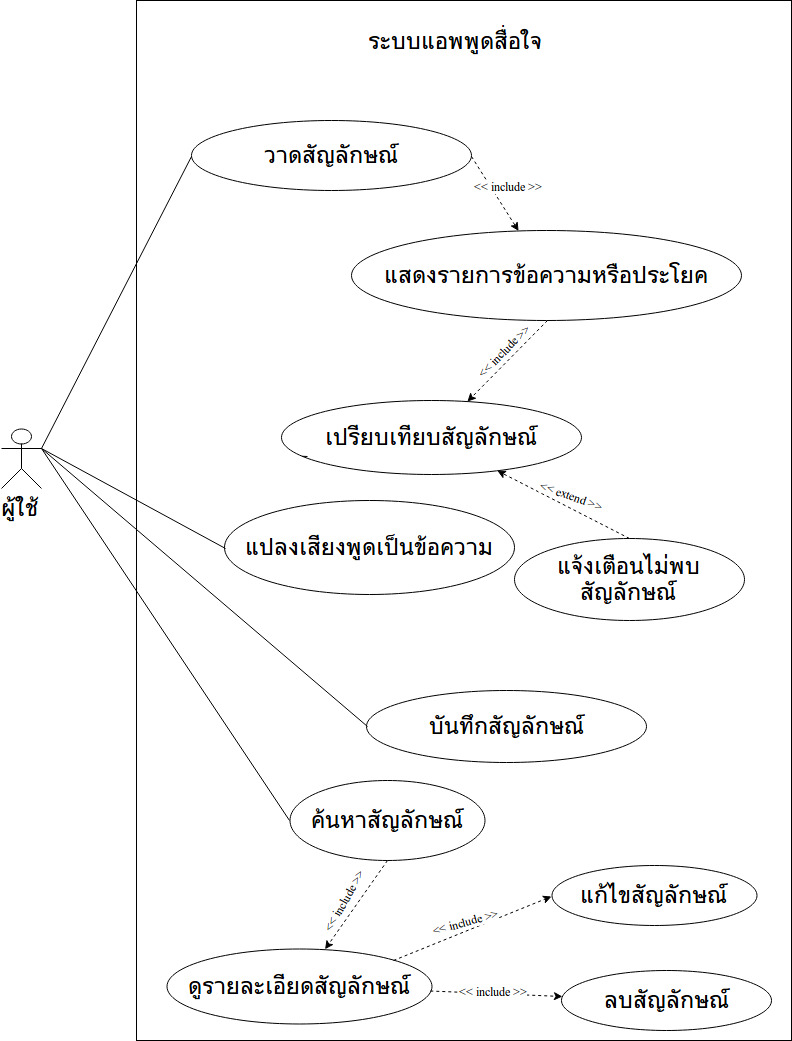 ระบบแอพพูดสื่อใจ
วาดสัญลักษณ์
<< include >>
แสดงรายการข้อความหรือประโยค
<< include >>
เปรียบเทียบสัญลักษณ์
<< extend >>
ผู้ใช้
แปลงเสียงพูดเป็นข้อความ
แจ้งเตือนไม่พบ
สัญลักษณ์
บันทึกสัญลักษณ์
ค้นหาสัญลักษณ์
<< include >>
แก้ไขสัญลักษณ์
<< include >>
ดูรายละเอียดสัญลักษณ์
<< include >>
ลบสัญลักษณ์